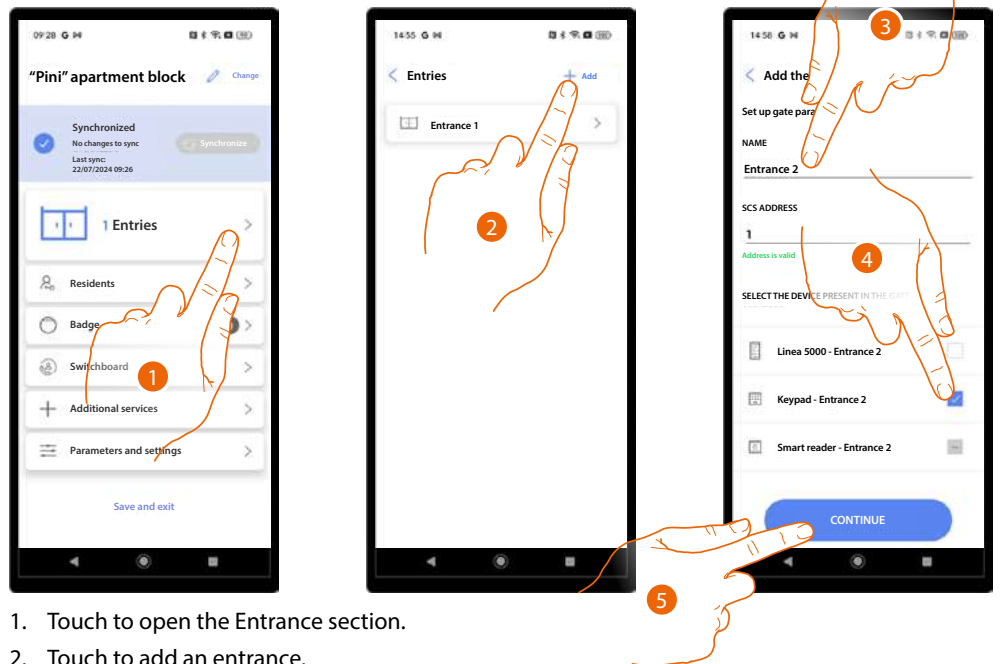 09:28 G
"Pini" apartment block
Change
Synchronized
No changes to sync
Last sync:
22/07/2024 09:26
Synchronize
1 Entries
Residents
Badge
Switchboard
Additional services
Parameters and settings
Save and exit
1
14:55 G
Entries
Add
Entrance 1
2
14:58 G
Add the
Set up gate para
NAME
Entrance 2
SCS ADDRESS
1
Address is valid
SELECT THE DEVICE PRESENT IN THE GAT
Linea 5000 - Entrance 2
Keypad - Entrance 2
Smart reader - Entrance 2
CONTINUE
3
4
5
1. Touch to open the Entrance section.
2. Touch to add an entrance.